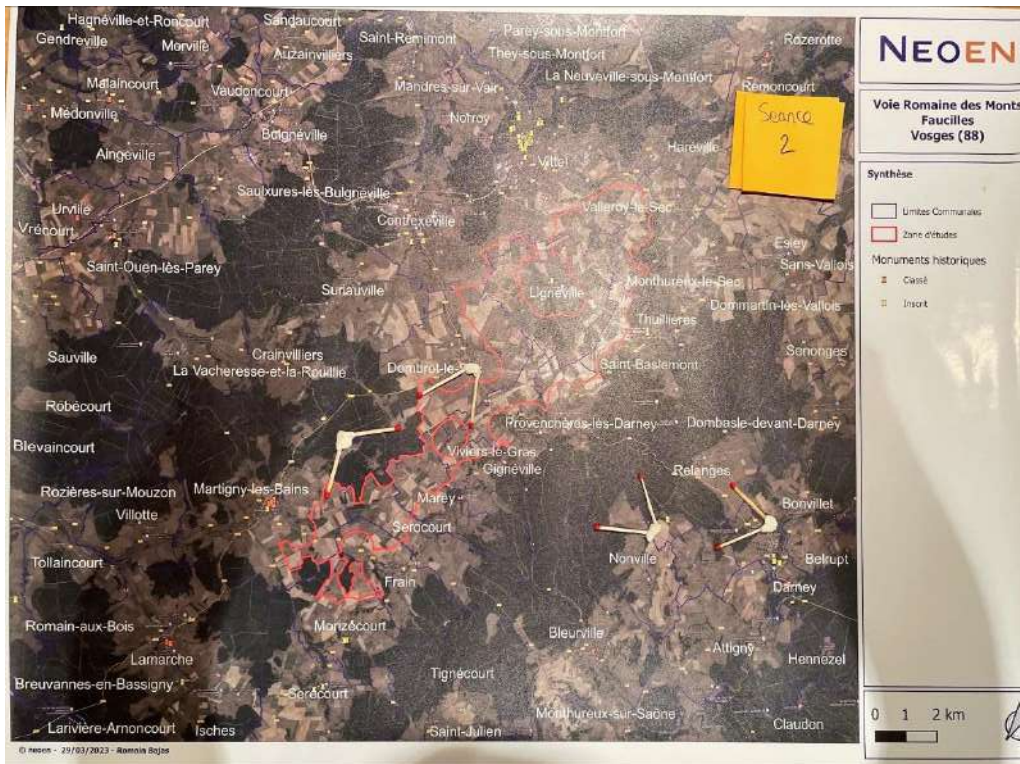 Hagnéville-et-Roncourt
Sandaucourt
Parey-sous-Montfort
Gendreville
Morville
Saint-Remimont
Rozerotte
Auzainvilliers
They-sous-Montfort
Malaincourt
Vaudoncourt
Mandres-sur-Vair
La Neuveville-sous-Montfort
Remoncourt
Médonville
Norroy
Bulgnéville
Aingeville
Vittel
Haréville
Saulxures-lès-Bulgnéville
Urville
Contrexéville
Valleroy-le-Sec
Vrécourt
Esley
Saint-Ouen-lès-Parey
Sans-Vallois
Suriauville
Lignéville
Monthureux-le-Sec
Dommartin-lès-Vallois
Thuillières
Sauville
Crainvilliers
Senonges
La Vacheresse-et-la-Rouillie
Dombrot-le-
Saint-Baslemont
Robécourt
Blevaincourt
Provenchères-lès-Darney
Dombasle-devant-Darney
Viviers-le-Gras
Gignéville
Relanges
Rozières-sur-Mouzon
Martigny-les-Bains
Marey
Bonvillet
Villotte
Serocourt
Tollaincourt
Nonville
Belrupt
Frain
Darney
Romain-aux-Bois
Morizécourt
Bleurville
Lamarche
Attigny
Hennezel
Tignécourt
Breuvannes-en-Bassigny
Serécourt
Monthureux-sur-Saône
Larivière-Arnoncourt
Isches
Saint-Julien
Claudon
Seance
2
NEOEN
Voie Romaine des Monts
Faucilles
Vosges (88)
Synthèse
Limites Communales
Zone d'études
Monuments historiques
Classé
Inscrit
0 1 2 km
© neoen - 29/03/2023 - Romain Bajos